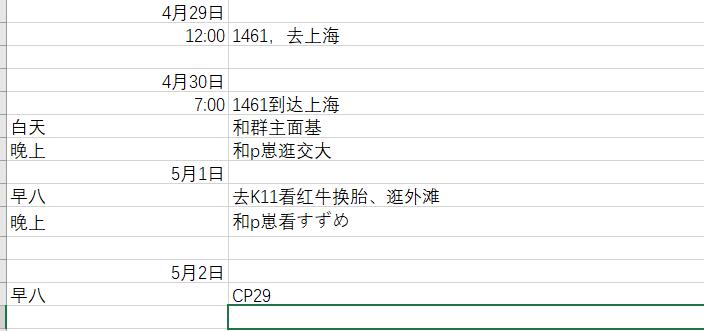 4月29日
12:00 1461，去上海
4月30日
7:00 1461到达上海
白天 和群主面基
晚上 和p崽逛交大
5月1日
早八 去K11看红牛换胎、逛外滩
晚上 和p崽看すずめ
5月2日
早八 CP29